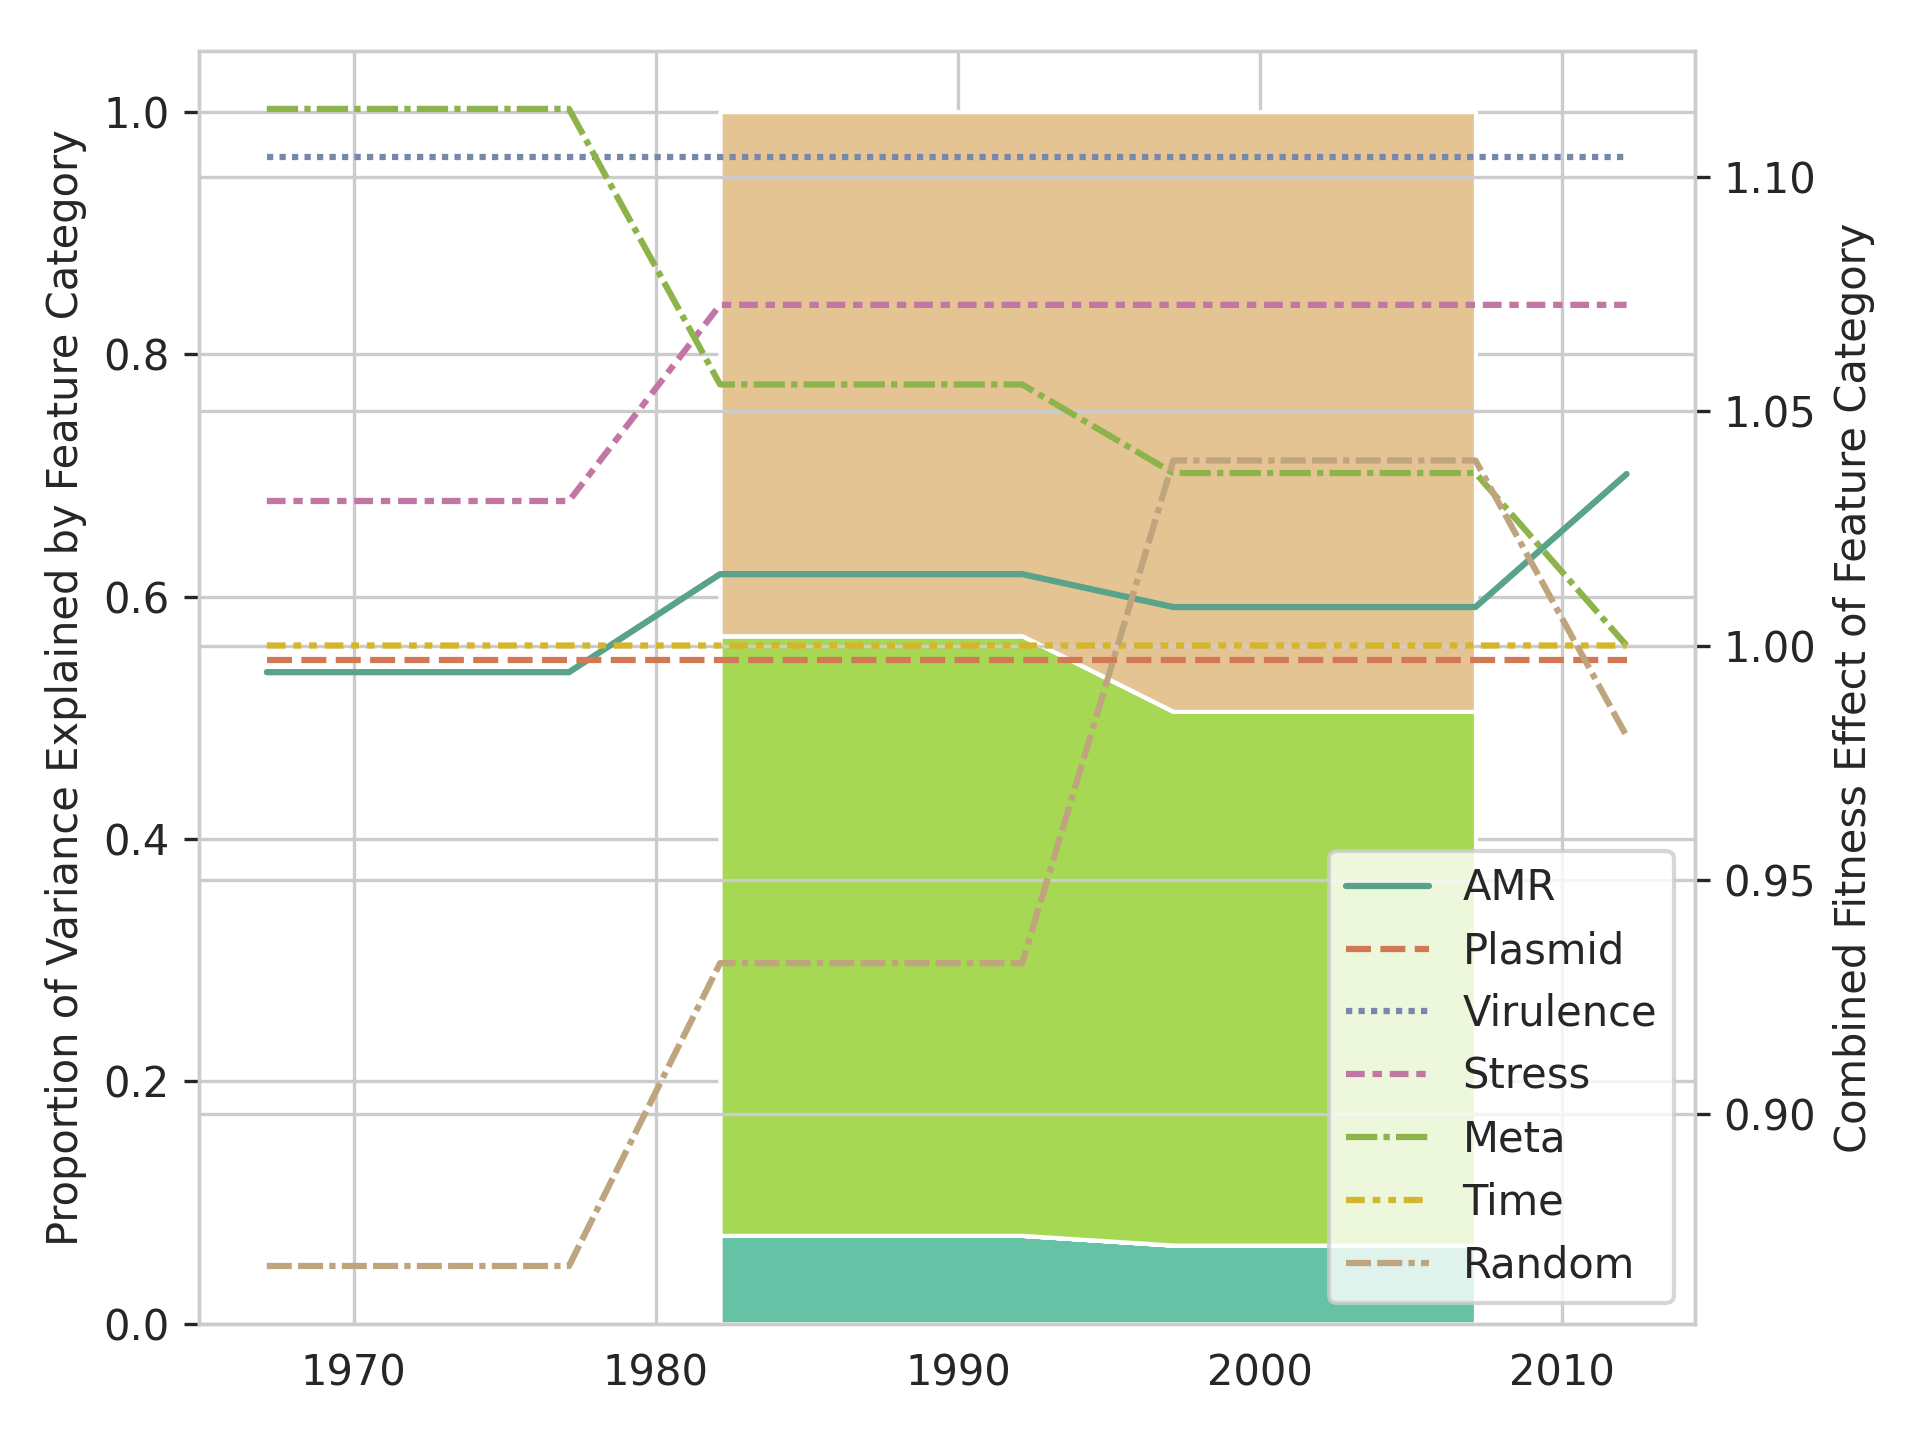 Proportion of Variance Explained by Feature Category
1.0
0.8
0.6
0.4
0.2
0.0
1970
1980
1990
2000
2010
1.10
1.05
1.00
0.95
0.90
Combined Fitness Effect of Feature Category
AMR
Plasmid
Virulence
Stress
Meta
Time
Random